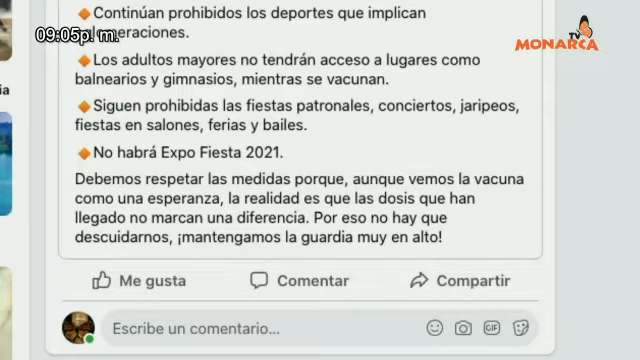 🔸Continúan prohibidos los deportes que implican
09:05p. m.
TV
MONARCA
🔸Los adultos mayores no tendrán acceso a lugares como
balnearios y gimnasios, mientras se vacunan.
ia
🔸Siguen prohibidas las fiestas patronales, conciertos, jaripeos,
fiestas en salones, ferias y bailes.
🔸No habrá Expo Fiesta 2021.
Debemos respetar las medidas porque, aunque vemos la vacuna
como una esperanza, la realidad es que las dosis que han
llegado no marcan una diferencia. Por eso no hay que
descuidarnos, ¡mantengamos la guardia muy en alto!
Me gusta Comentar Compartir
Escribe un comentario...
GIF